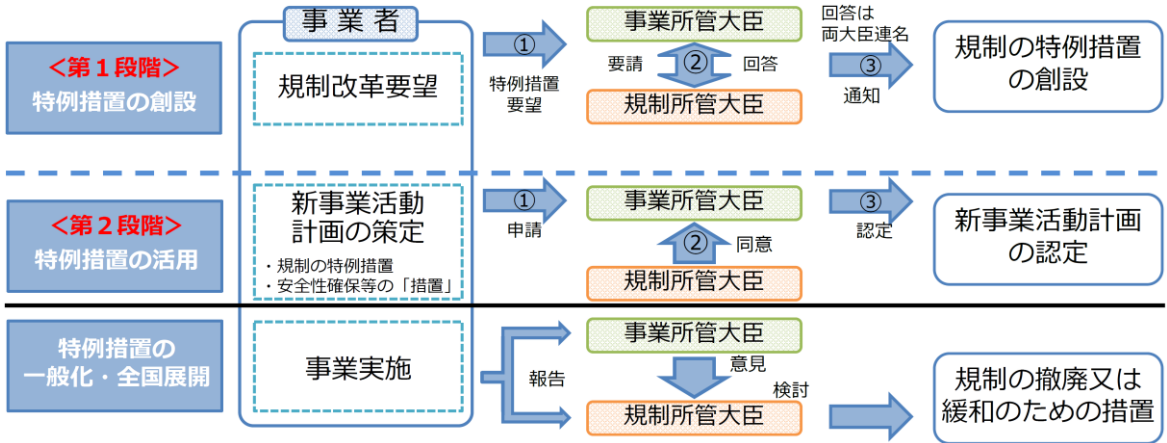 事業者
<第1段階>
特例措置の創設
規制改革要望
①
特例措置
要望
事業所管大臣
要請
②
回答
規制所管大臣
回答は
両大臣連名
③
通知
規制の特例措置
の創設
<第2段階>
特例措置の活用
新事業活動
計画の策定
・規制の特例措置
・安全性確保等の「措置」
①
申請
事業所管大臣
②
同意
規制所管大臣
③
認定
新事業活動計画
の認定
特例措置の
一般化・全国展開
事業実施
報告
事業所管大臣
意見
規制所管大臣
検討
規制の撤廃又は
緩和のための措置